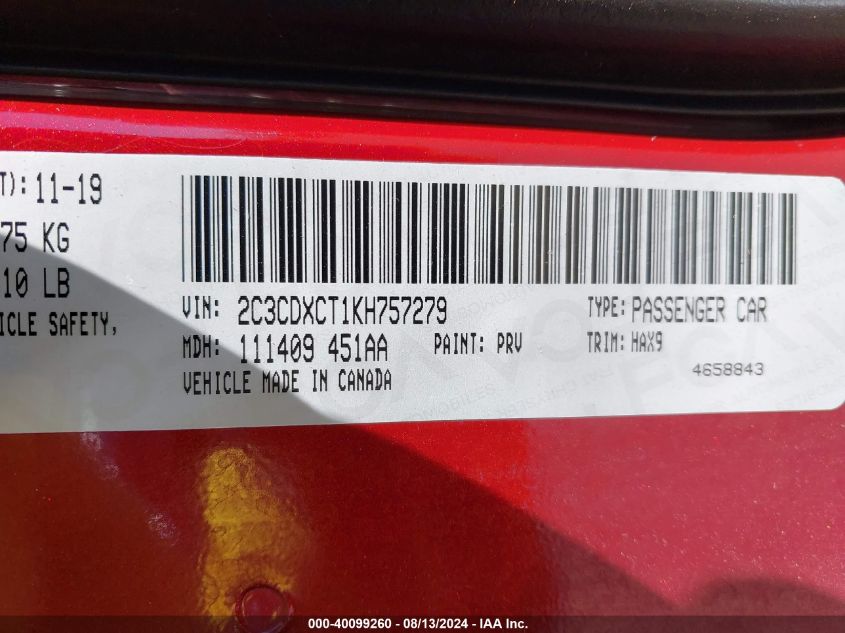 T): 11-19
75 KG
10 LB
ICLE SAFETY,
VIN: 2C3CDXCT1KH757279 TYPE: PASSENGER CAR
MDH: 111409 451AA PAINT: PRV TRIM: HAX9
VEHICLE MADE IN CANADA 4658843
000-40099260 - 08/13/2024 - IAA Inc.